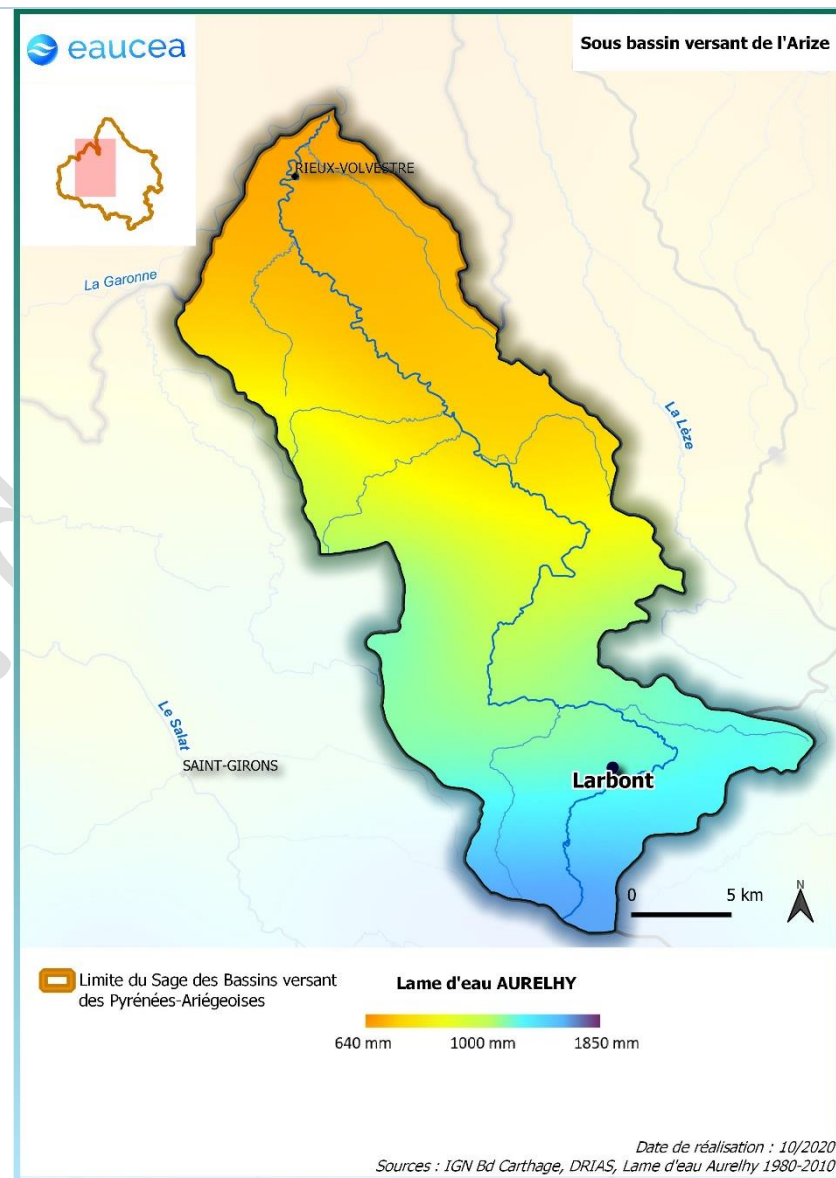 eaucea
Sous bassin versant de l'Arize
RIEUX-VOLVESTRE
La Garonne
La Lèze
Le Salat
SAINT-GIRONS
Larbont
0 5 km
N
Limite du Sage des Bassins versant
des Pyrénées-Ariégeoises
Lame d'eau AURELHY
640 mm 1000 mm 1850 mm
Date de réalisation : 10/2020
Sources : IGN Bd Carthage, DRIAS, Lame d'eau Aurelhy 1980-2010